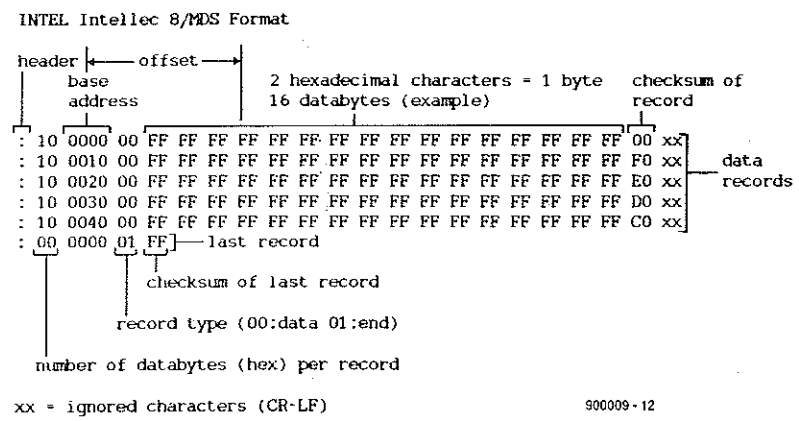 INTEL Intellec 8/MDS Format
header offset
base address
2 hexadecimal characters = 1 byte
16 databytes (example)
checksum of record
: 10 0000 00 FF FF FF FF FF FF FF FF FF FF FF FF FF FF FF FF 00 xx
: 10 0010 00 FF FF FF FF FF FF FF FF FF FF FF FF FF FF FF FF F0 xx
: 10 0020 00 FF FF FF FF FF FF FF FF FF FF FF FF FF FF FF FF E0 xx
: 10 0030 00 FF FF FF FF FF FF FF FF FF FF FF FF FF FF FF FF D0 xx
: 10 0040 00 FF FF FF FF FF FF FF FF FF FF FF FF FF FF FF FF C0 xx
data records
: 00 0000 01 FF last record
checksum of last record
record type (00:data 01:end)
number of databytes (hex) per record
xx = ignored characters (CR-LF)
900009 - 12